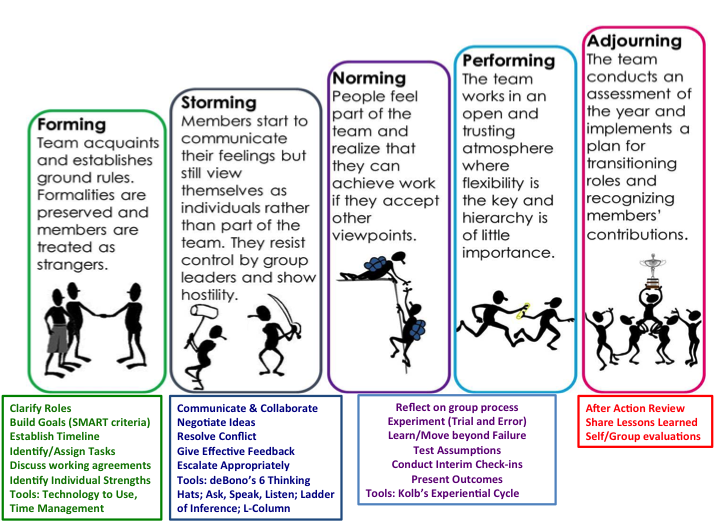 Forming
Team acquaints
and establishes
ground rules.
Formalities are
preserved and
members are
treated as
strangers.
Storming
Members start to
communicate
their feelings but
still view
themselves as
individuals rather
than part of the
team. They resist
control by group
leaders and show
hostility.
Norming
People feel
part of the
team and
realize that
they can
achieve work
if they accept
other
viewpoints.
Performing
The team
works in an
open and
trusting
atmosphere
where
flexibility is
the key and
hierarchy is
of little
importance.
Adjourning
The team
conducts an
assessment of
the year and
implements a
plan for
transitioning
roles and
recognizing
members'
contributions.
Clarify Roles
Build Goals (SMART criteria)
Establish Timeline
Identify/Assign Tasks
Discuss working agreements
Identify Individual Strengths
Tools: Technology to Use,
Time Management
Communicate & Collaborate
Negotiate Ideas
Resolve Conflict
Give Effective Feedback
Escalate Appropriately
Tools: deBono's 6 Thinking
Hats; Ask, Speak, Listen; Ladder
of Inference; L-Column
Reflect on group process
Experiment (Trial and Error)
Learn/Move beyond Failure
Test Assumptions
Conduct Interim Check-ins
Present Outcomes
Tools: Kolb's Experiential Cycle
After Action Review
Share Lessons Learned
Self/Group evaluations